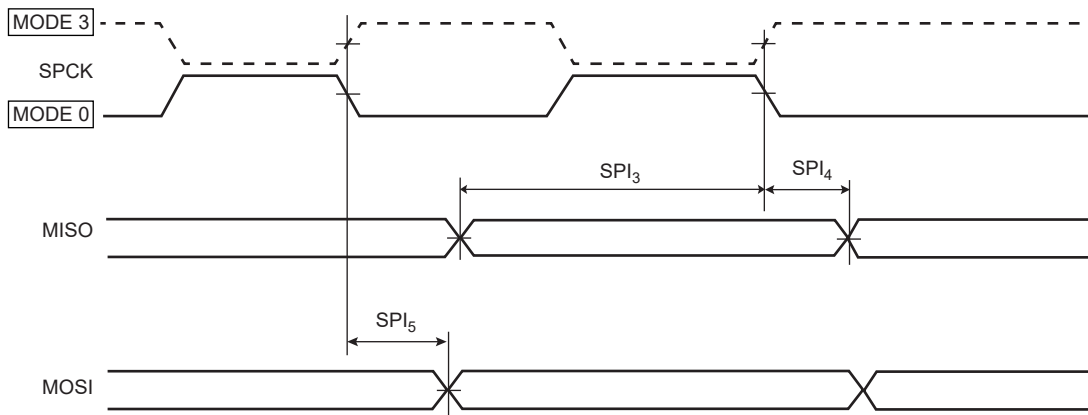 MODE 3
SPCK
MODE 0
SPI₃
SPI₄
MISO
SPI₅
MOSI